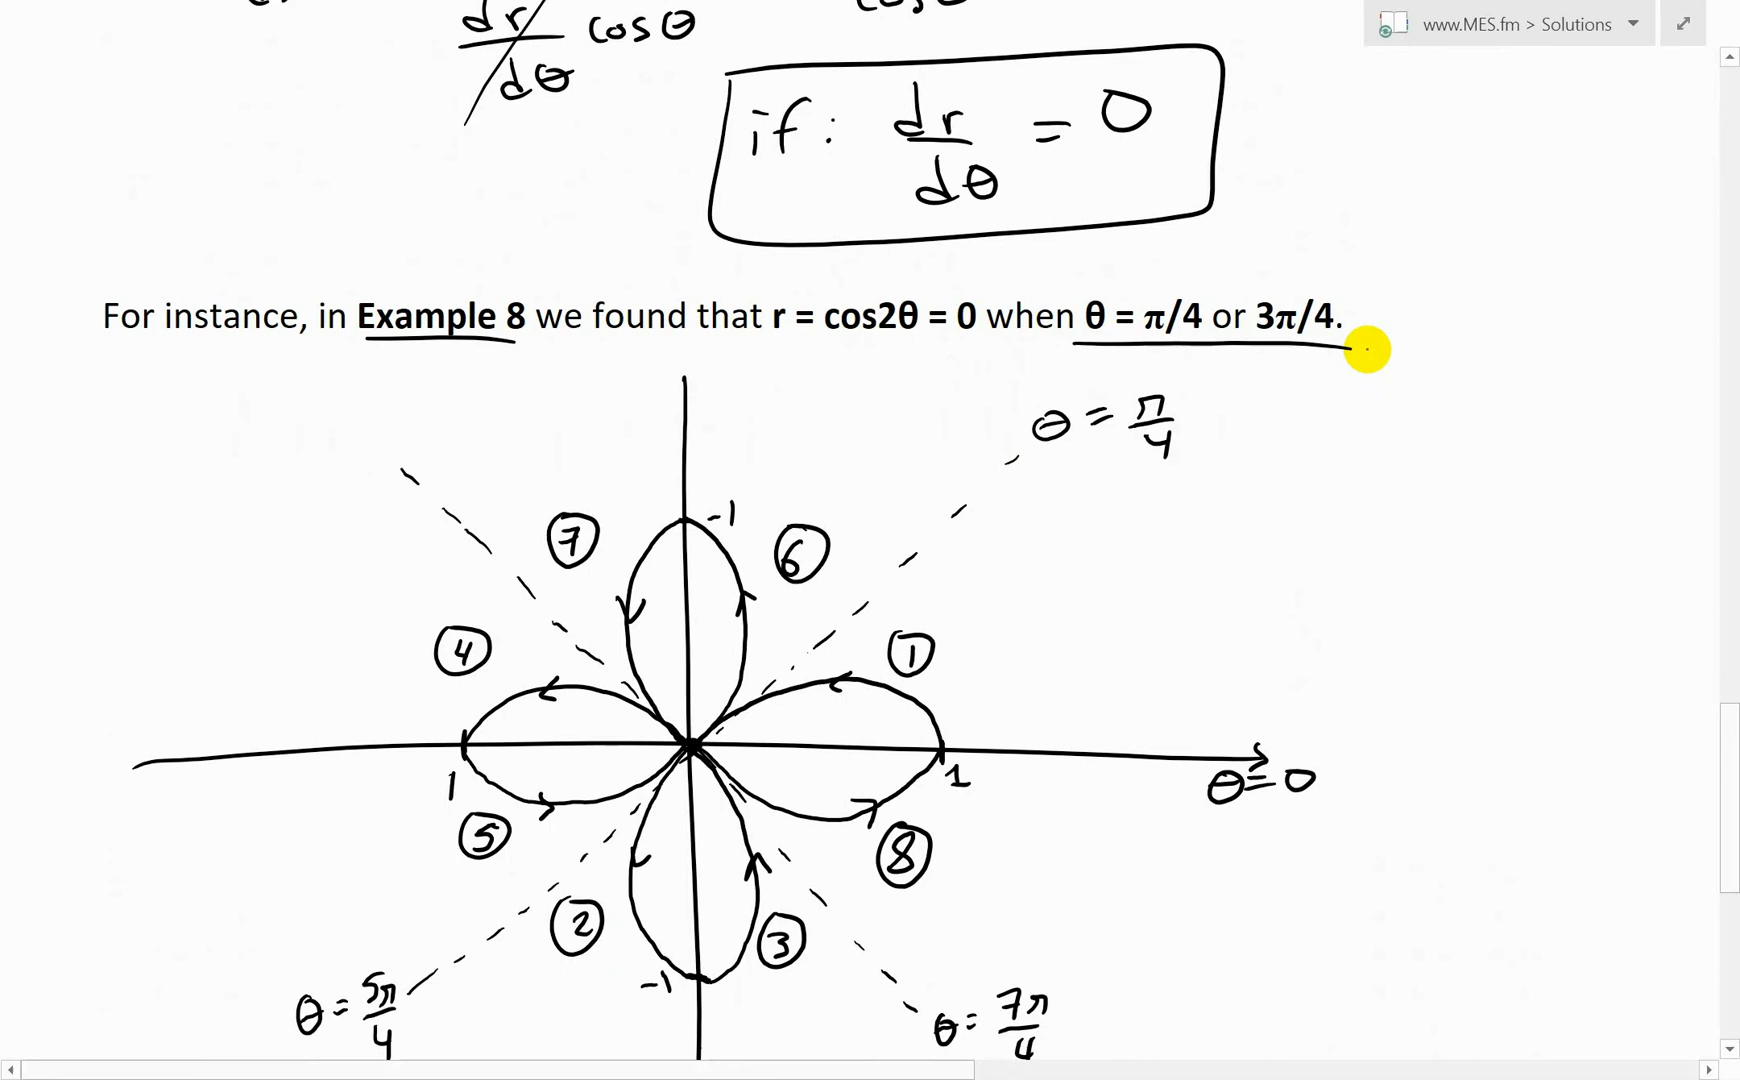 www.MES.fm > Solutions
dr/dθ cosθ
if: dr/dθ = 0
For instance, in Example 8 we found that r = cos2θ = 0 when θ = π/4 or 3π/4.
θ = π/4
-1
7
6
4
1
1
1
θ = 0
5
8
2
3
-1
θ = 5π/4
θ = 7π/4